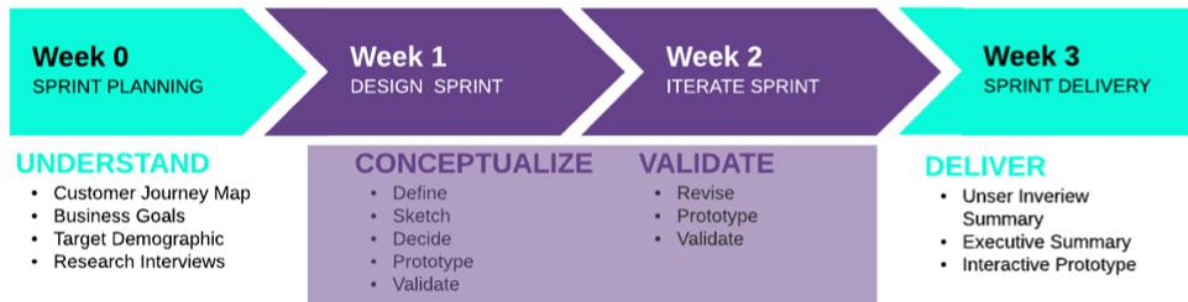 Week 0
SPRINT PLANNING
Week 1
DESIGN SPRINT
Week 2
ITERATE SPRINT
Week 3
SPRINT DELIVERY
UNDERSTAND
• Customer Journey Map
• Business Goals
• Target Demographic
• Research Interviews
CONCEPTUALIZE
• Define
• Sketch
• Decide
• Prototype
• Validate
VALIDATE
• Revise
• Prototype
• Validate
DELIVER
• Unser Inveriew
Summary
• Executive Summary
• Interactive Prototype